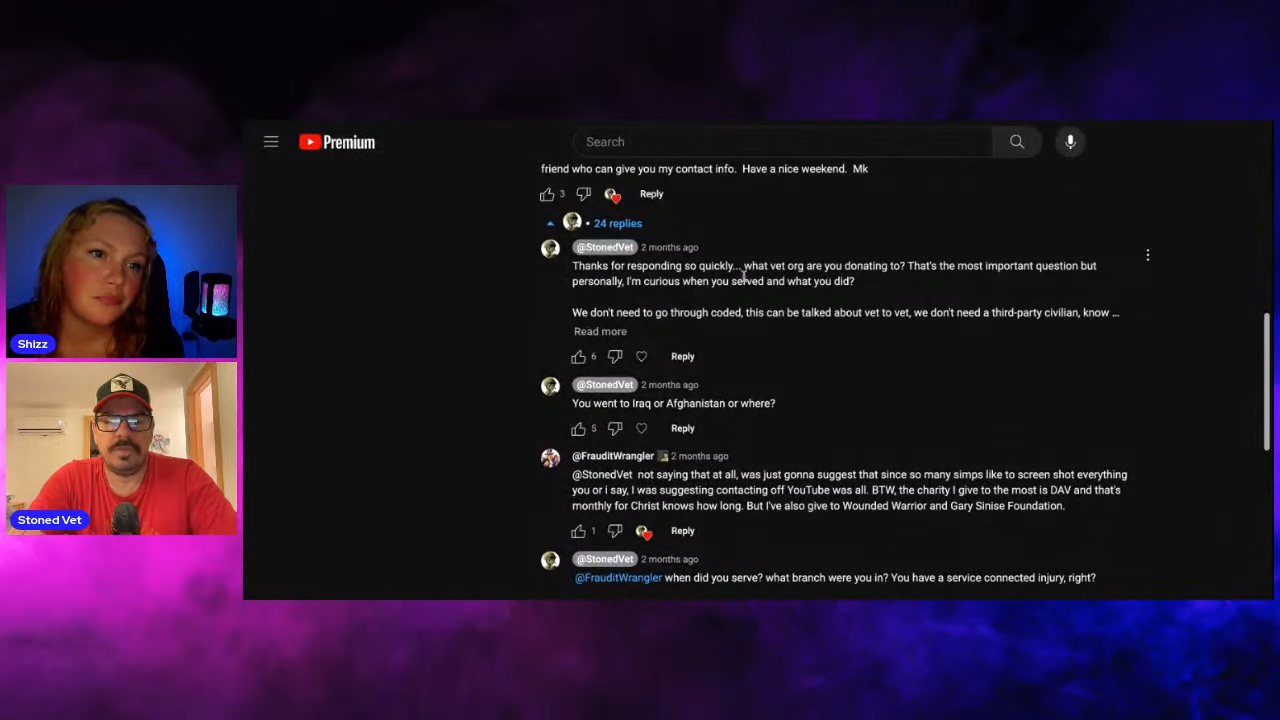 Premium
Search
friend who can give you my contact info. Have a nice weekend. Mk
3 Reply
24 replies
@StonedVet 2 months ago
Thanks for responding so quickly... what vet org are you donating to? That's the most important question but
personally, I'm curious when you served and what you did?
We don't need to go through coded, this can be talked about vet to vet, we don't need a third-party civilian, know ...
Read more
6 Reply
@StonedVet 2 months ago
You went to Iraq or Afghanistan or where?
5 Reply
@FrauditWrangler 2 months ago
@StonedVet not saying that at all, was just gonna suggest that since so many simps like to screen shot everything
you or i say, I was suggesting contacting off YouTube was all. BTW, the charity I give to the most is DAV and that's
monthly for Christ knows how long. But I've also give to Wounded Warrior and Gary Sinise Foundation.
1 Reply
@StonedVet 2 months ago
@FrauditWrangler when did you serve? what branch were you in? You have a service connected injury, right?
Shizz
Stoned Vet